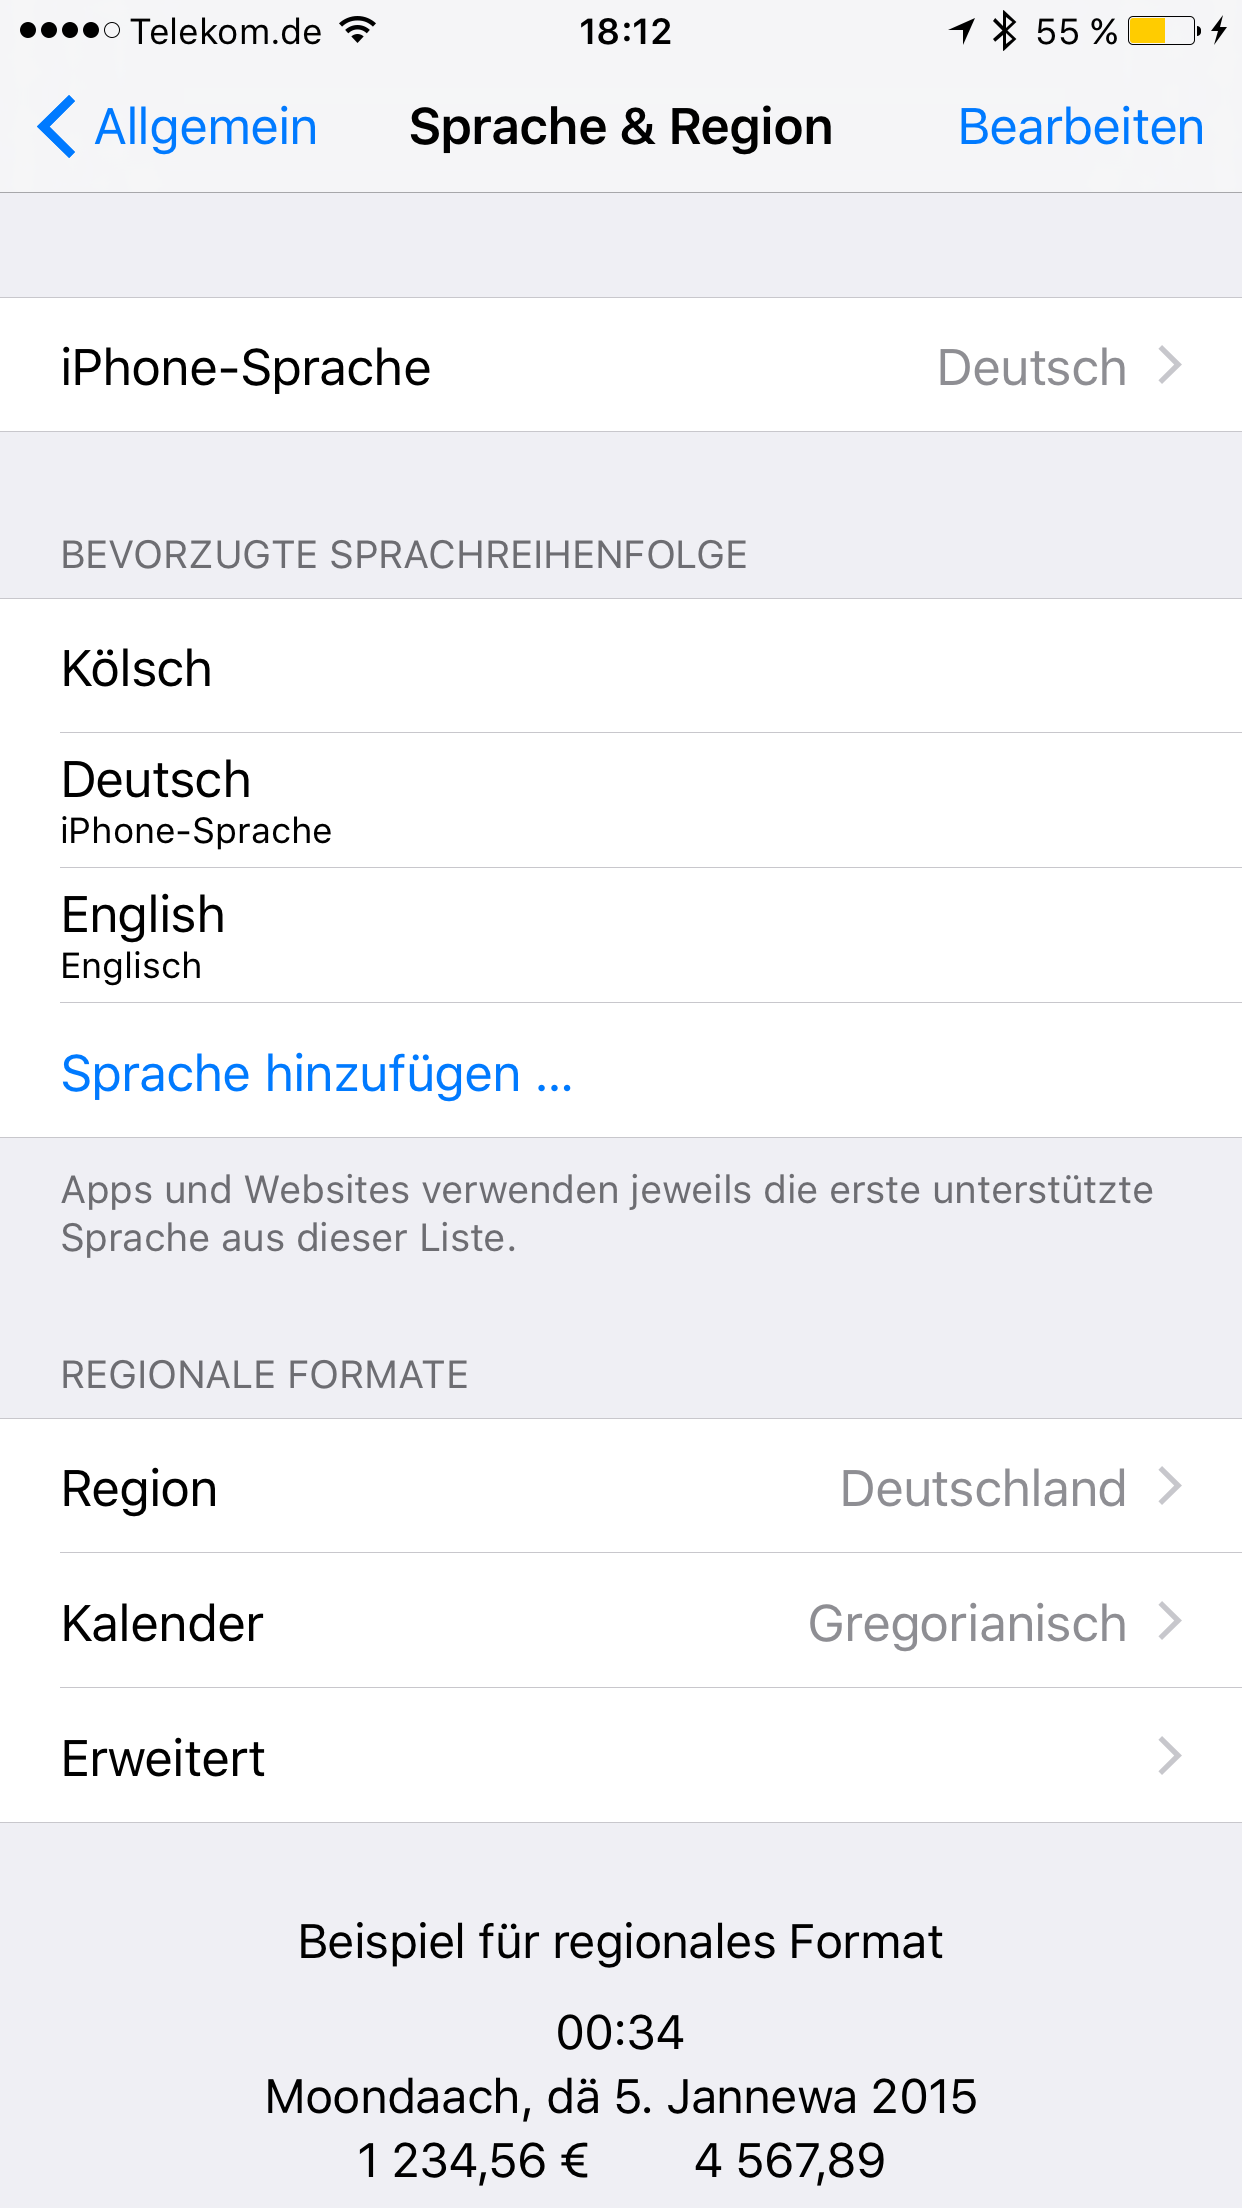 Telekom.de 18:12 55 %
Allgemein Sprache & Region Bearbeiten
iPhone-Sprache Deutsch
BEVORZUGTE SPRACHREIHENFOLGE
Kölsch
Deutsch
iPhone-Sprache
English
Englisch
Sprache hinzufügen ...
Apps und Websites verwenden jeweils die erste unterstützte
Sprache aus dieser Liste.
REGIONALE FORMATE
Region Deutschland
Kalender Gregorianisch
Erweitert
Beispiel für regionales Format
00:34
Moondaach, dä 5. Jannewa 2015
1 234,56 € 4 567,89